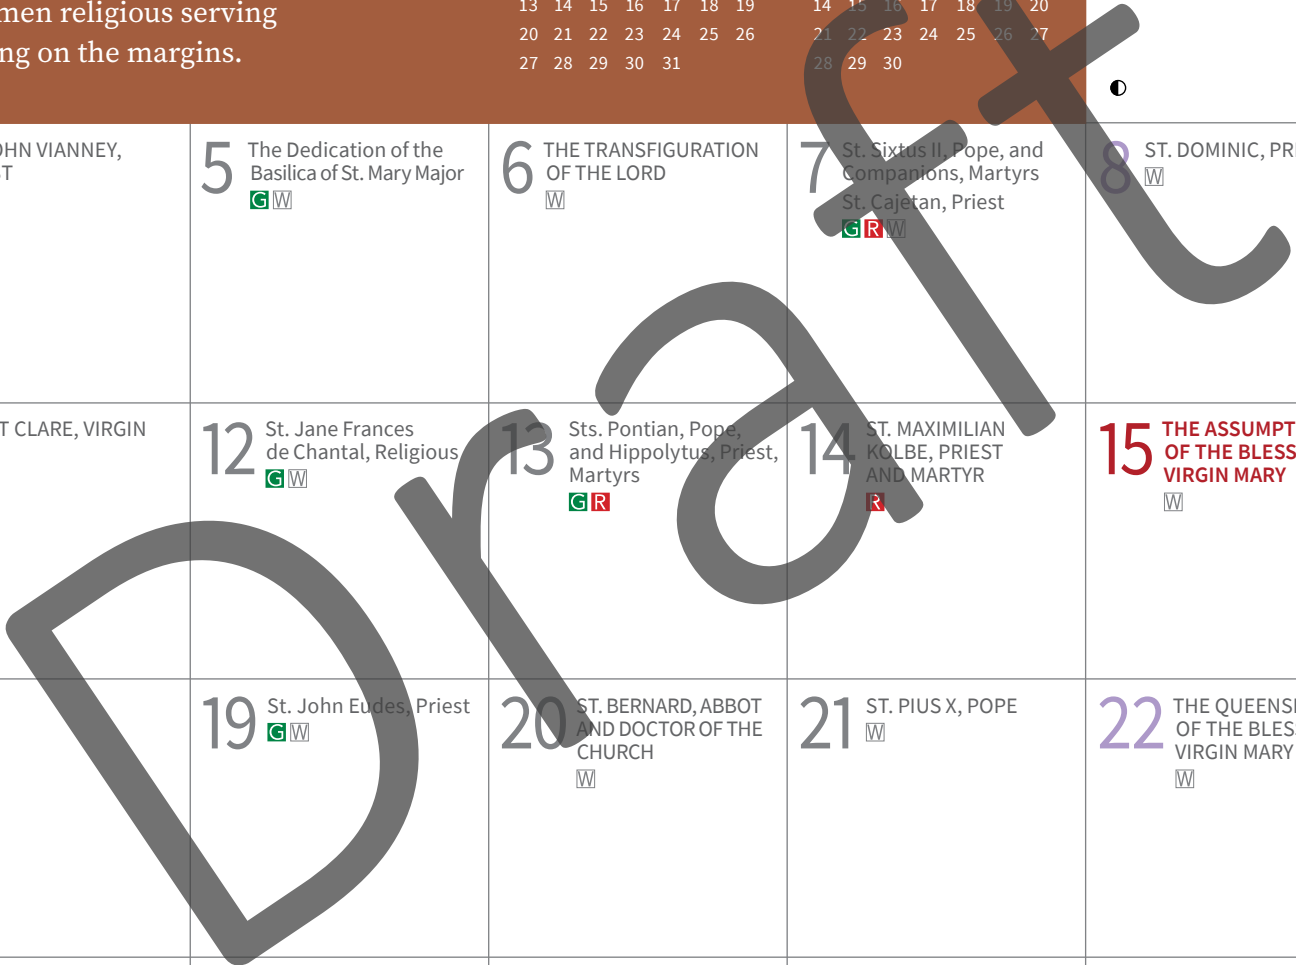 men religious serving
ng on the margins.
13 14 15 16 17 18 19
20 21 22 23 24 25 26
27 28 29 30 31
14 15 16 17 18 19 20
21 22 23 24 25 26 27
28 29 30
OHN VIANNEY,
ST
5 The Dedication of the
Basilica of St. Mary Major
G W
6 THE TRANSFIGURATION
OF THE LORD
W
7 St. Sixtus II, Pope, and
Companions, Martyrs
St. Cajetan, Priest
G R W
8 ST. DOMINIC, PRI
W
T CLARE, VIRGIN
12 St. Jane Frances
de Chantal, Religious
G W
13 Sts. Pontian, Pope,
and Hippolytus, Priest,
Martyrs
G R
14 ST. MAXIMILIAN
KOLBE, PRIEST
AND MARTYR
R
15 THE ASSUMPT
OF THE BLESS
VIRGIN MARY
W
19 St. John Eudes, Priest
G W
20 ST. BERNARD, ABBOT
AND DOCTOR OF THE
CHURCH
W
21 ST. PIUS X, POPE
W
22 THE QUEENS
OF THE BLES
VIRGIN MARY
W
Draft